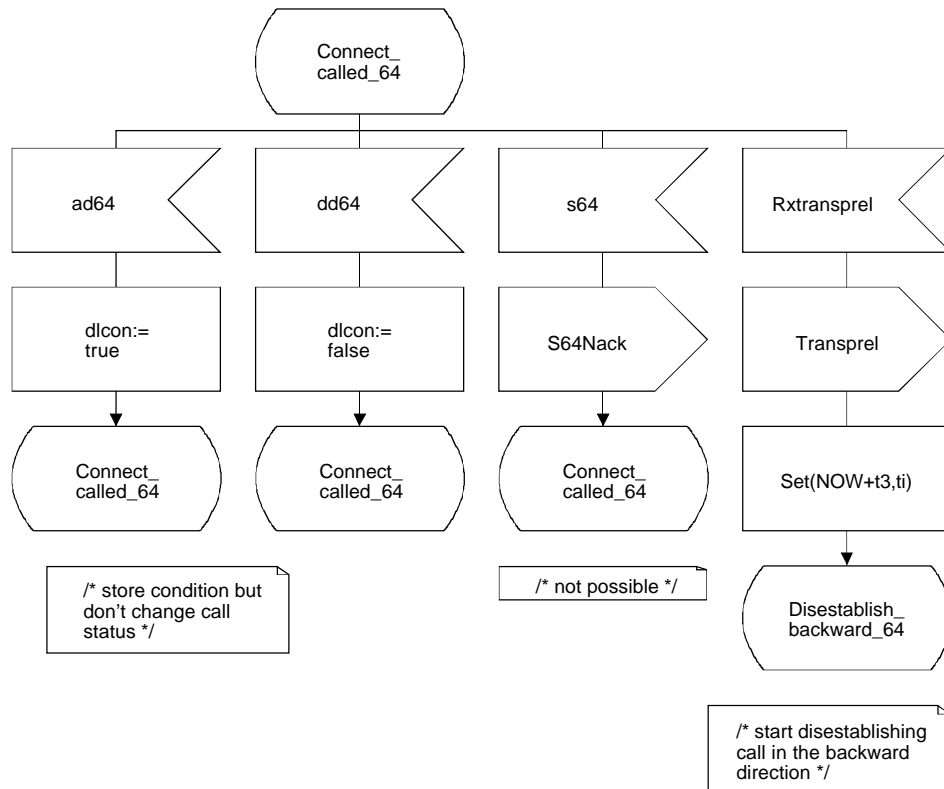 Connect_
called_64
ad64
dd64
s64
Rxtransprel
dlcon:=
true
dlcon:=
false
S64Nack
Transprel
Connect_
called_64
Connect_
called_64
Connect_
called_64
Set(NOW+t3,ti)
/* store condition but
don't change call
status */
/* not possible */
Disestablish_
backward_64
/* start disestablishing
call in the backward
direction */